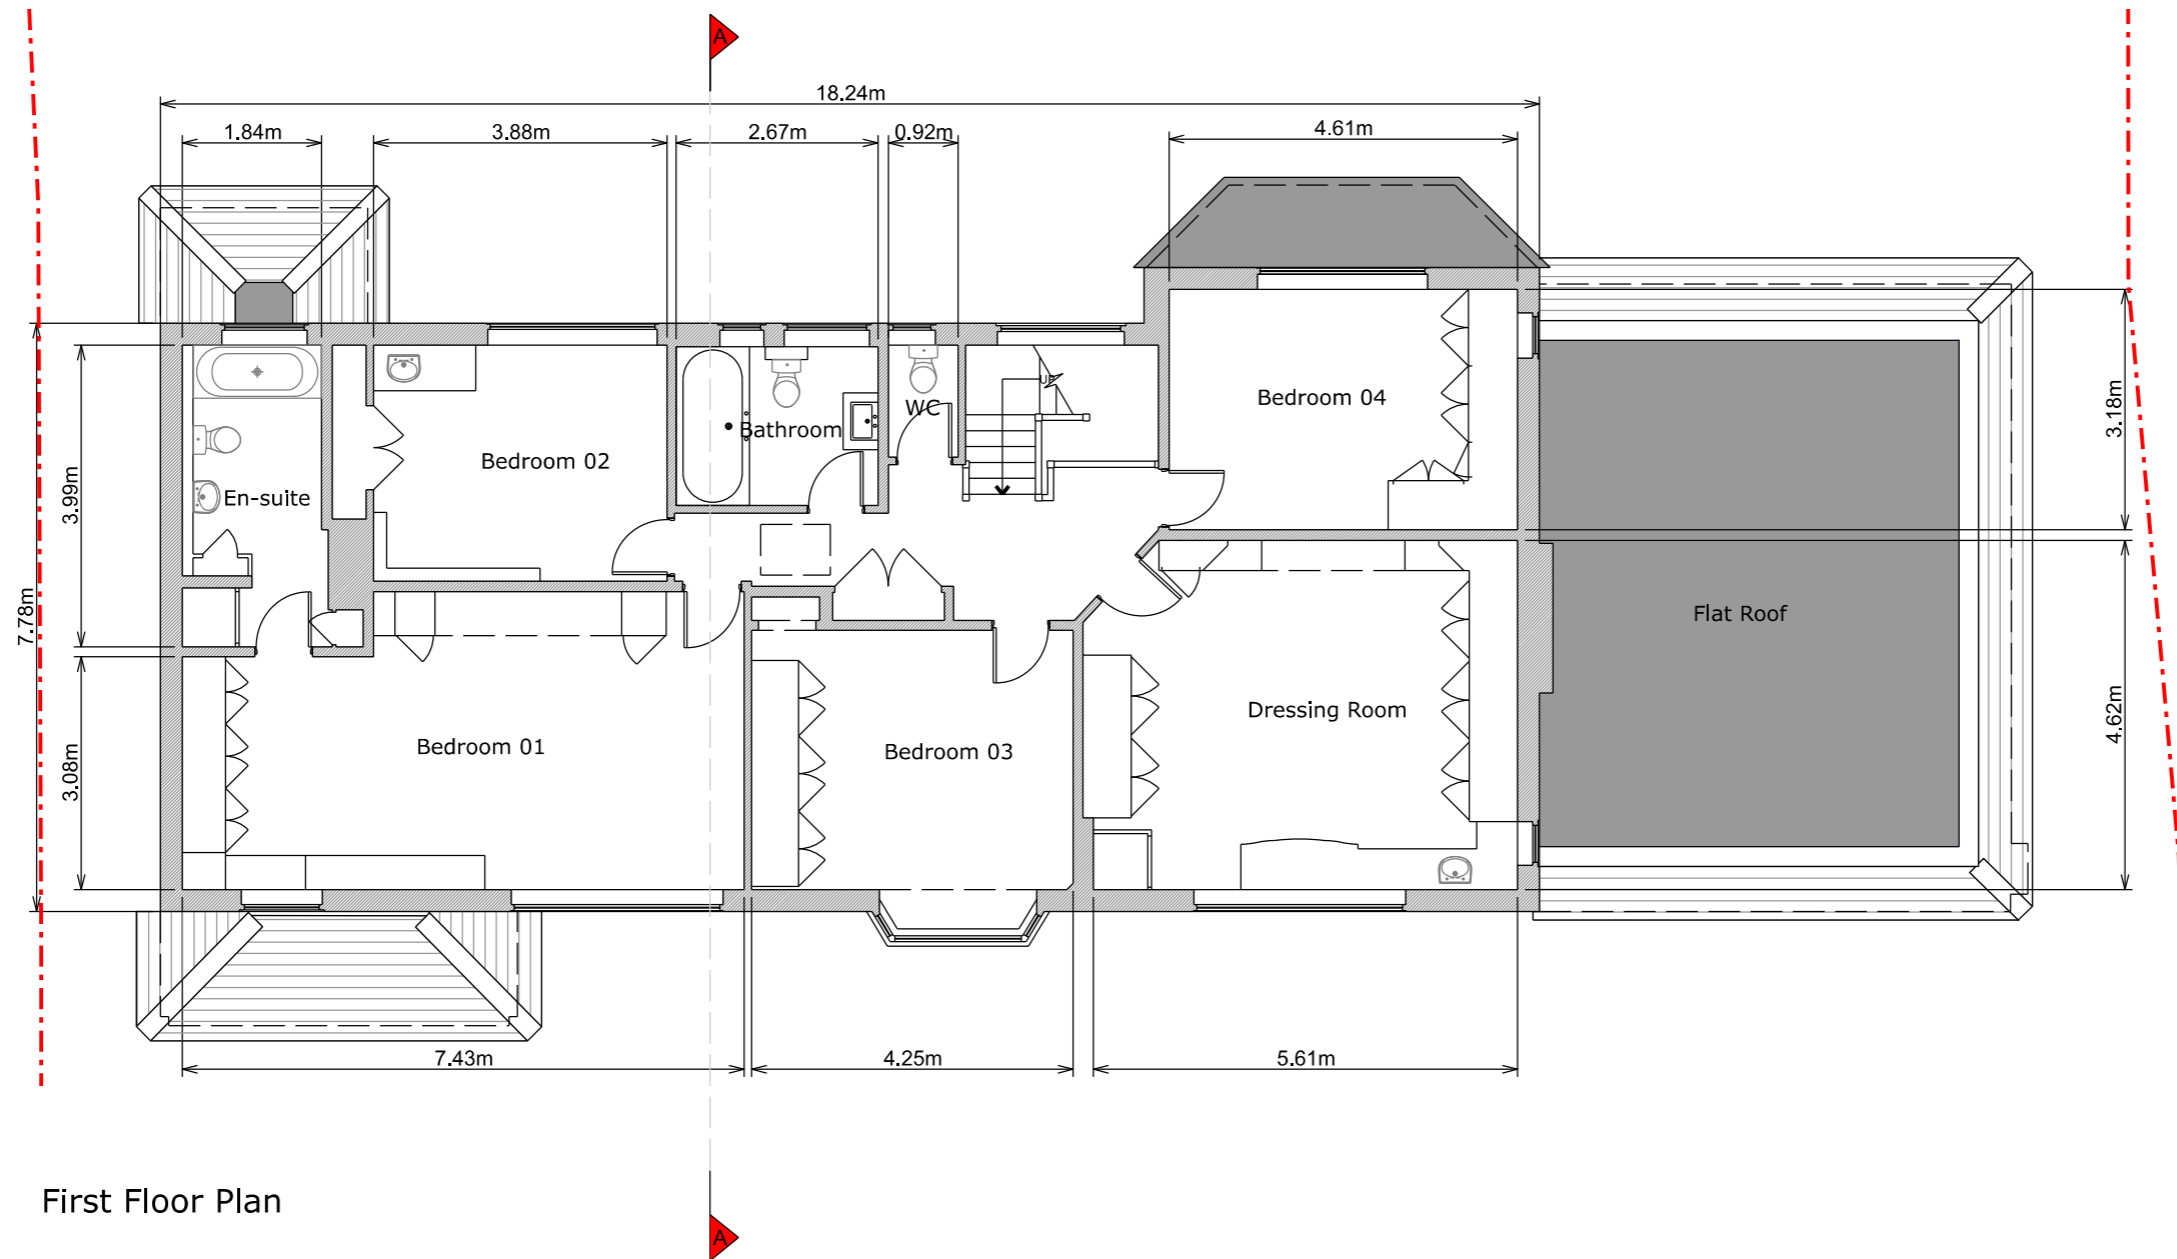 A
18.24m
1.84m
3.88m
2.67m
0.92m
4.61m
UP
Bedroom 04
WC
3.18m
Bathroom
Bedroom 02
3.99m
En-suite
7.78m
Flat Roof
Dressing Room
4.62m
Bedroom 01
Bedroom 03
3.08m
7.43m
4.25m
5.61m
First Floor Plan
A